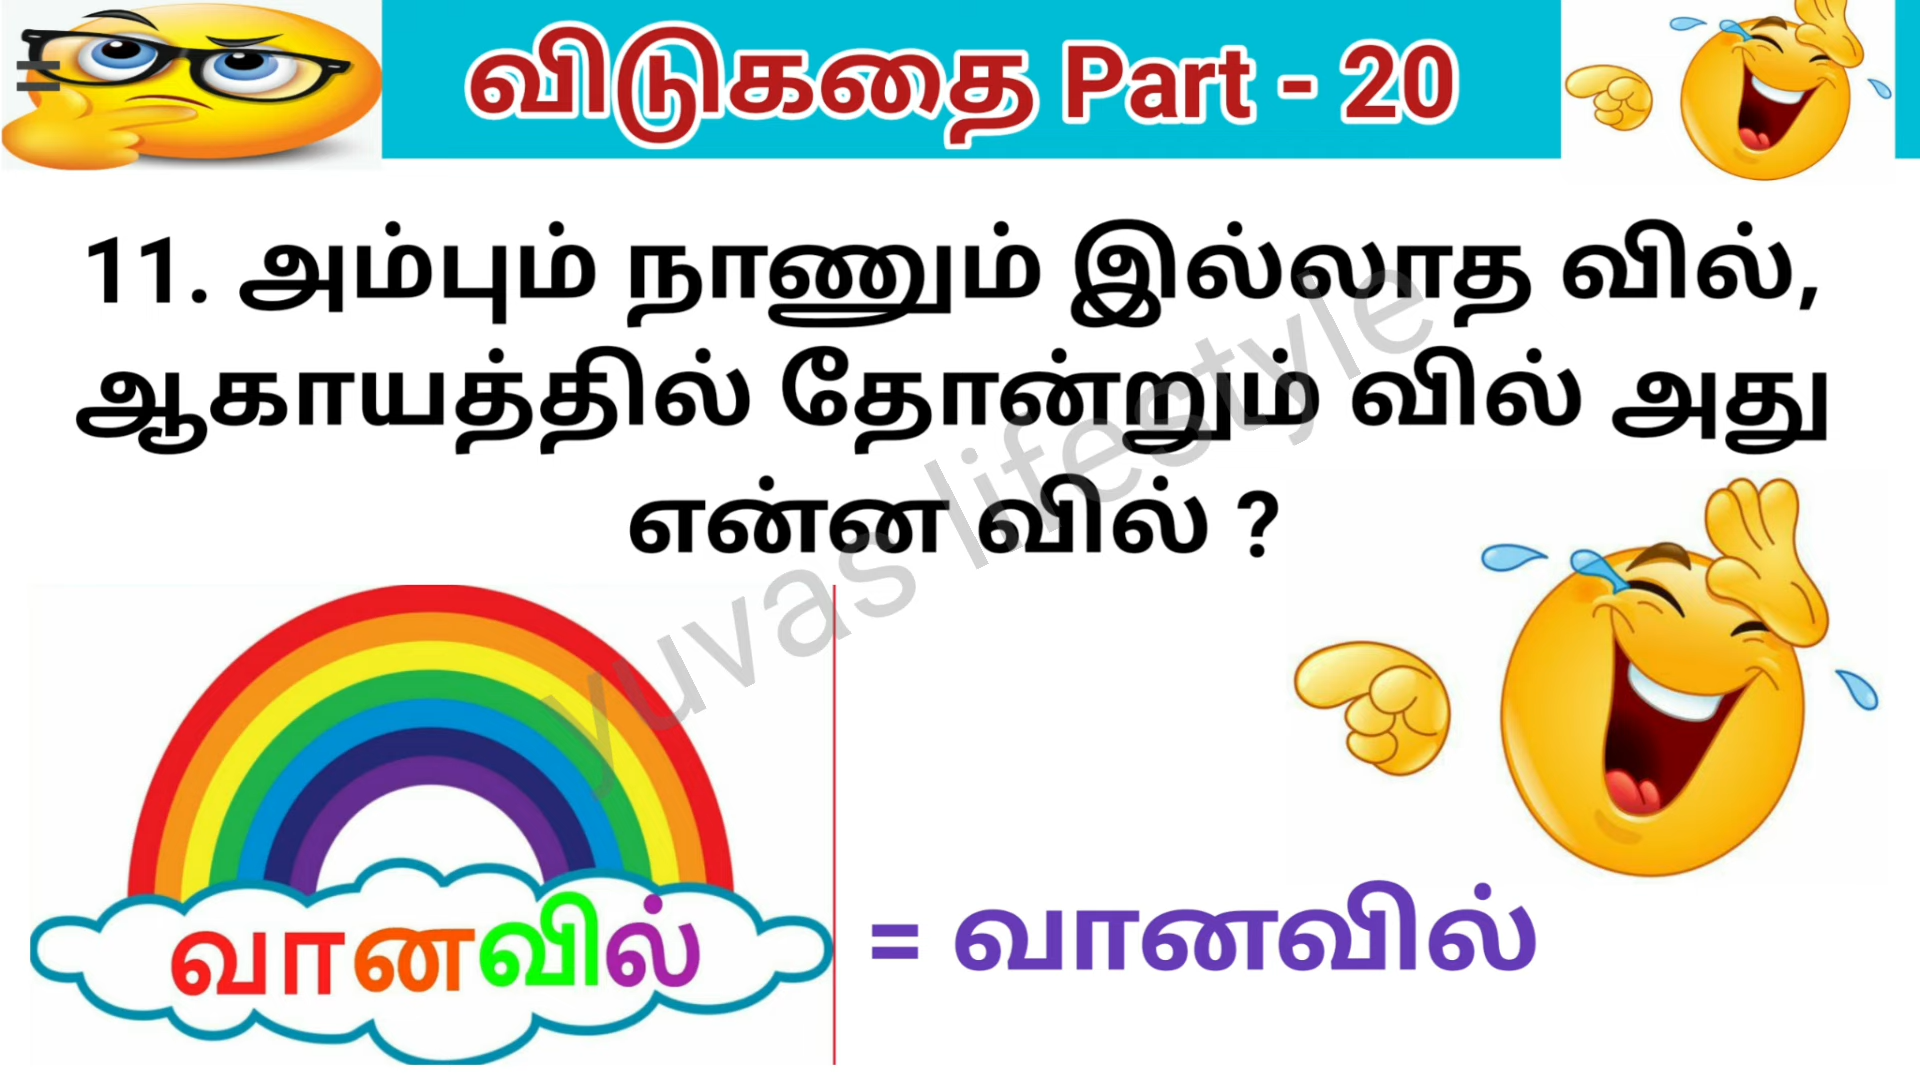 விடுகதை Part - 20
11. அம்பும் நாணும் இல்லாத வில்,
ஆகாயத்தில் தோன்றும் வில் அது
என்ன வில் ?
yuvas lifestyle
வானவில்
= வானவில்